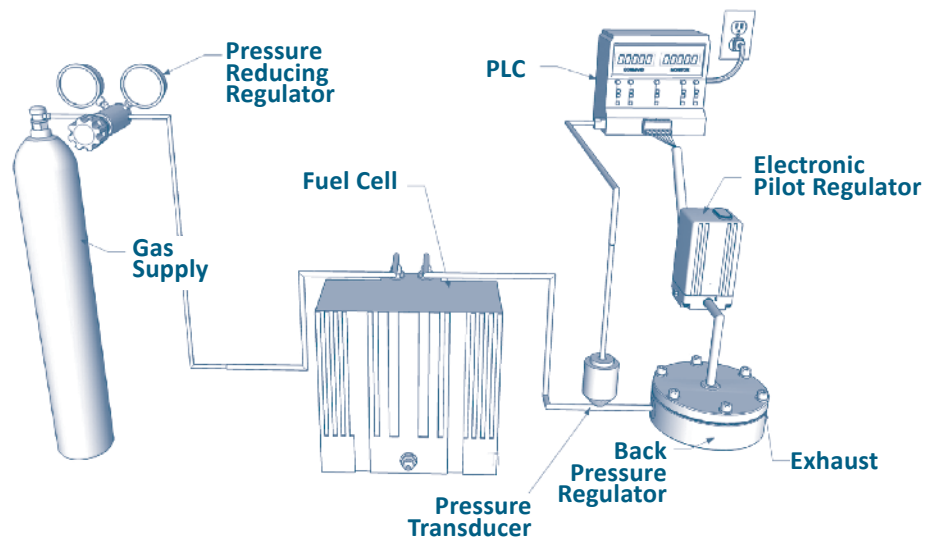 Pressure
Reducing
Regulator
PLC
Electronic
Pilot Regulator
Fuel Cell
Gas
Supply
Back
Pressure
Regulator
Exhaust
Pressure
Transducer